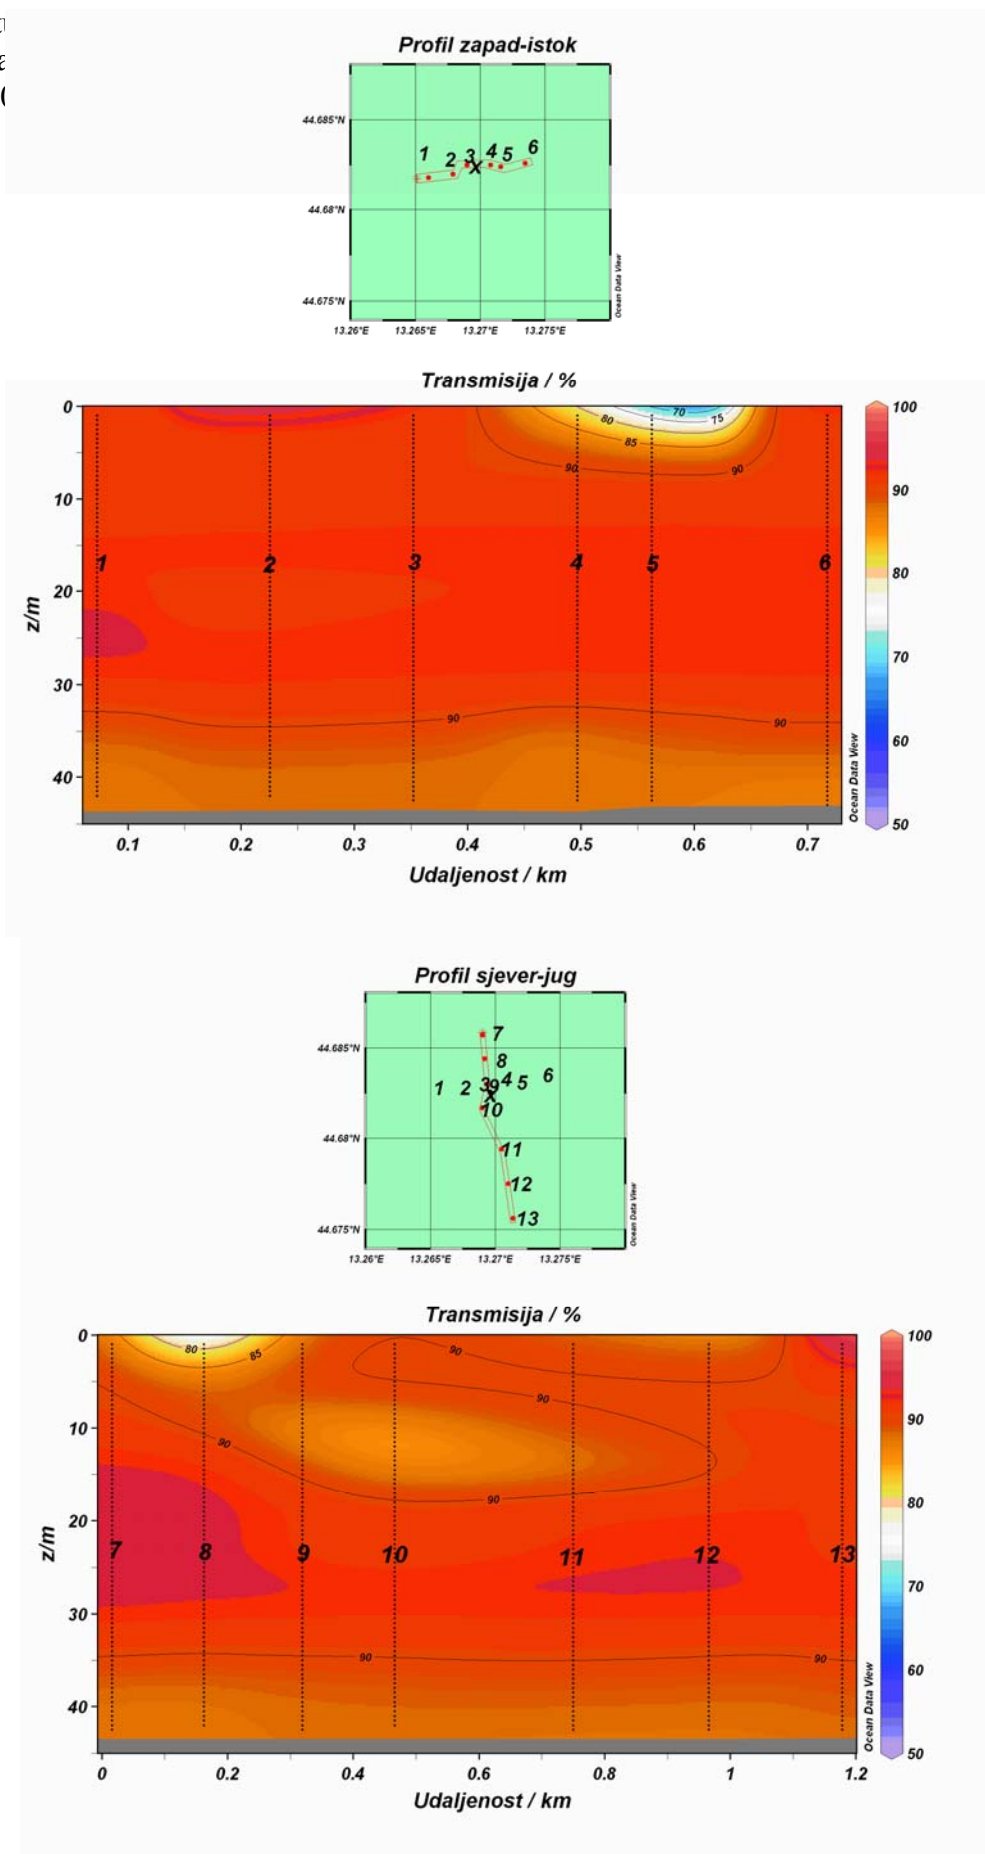 Profil zapad-istok
44.685°N
1 2 3 X 4 5 6
44.68°N
44.675°N
13.26°E 13.265°E 13.27°E 13.275°E
Ocean Data View
Transmisija / %
0
10
20
30
40
z/m
70
75
80
85
90 90
1 2 3 4 5 6
90 90
0.1 0.2 0.3 0.4 0.5 0.6 0.7
Udaljenost / km
100
90
80
70
60
50
Ocean Data View
Profil sjever-jug
7
44.685°N
8
1 2 3 9 4 5 6
X
10
44.68°N
11
12
13
44.675°N
13.26°E 13.265°E 13.27°E 13.275°E
Ocean Data View
Transmisija / %
0
10
20
30
40
z/m
80
85
90
90
90
90
7 8 9 10 11 12 13
90 90
0 0.2 0.4 0.6 0.8 1 1.2
Udaljenost / km
100
90
80
70
60
50
Ocean Data View